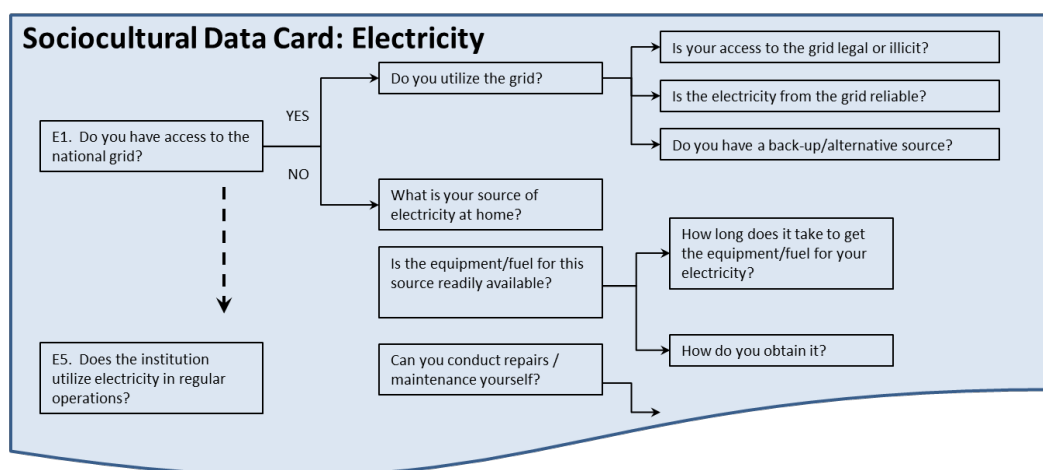 Sociocultural Data Card: Electricity
Do you utilize the grid?
Is your access to the grid legal or illicit?
Is the electricity from the grid reliable?
Do you have a back-up/alternative source?
YES
E1. Do you have access to the
national grid?
NO
What is your source of
electricity at home?
Is the equipment/fuel for this
source readily available?
How long does it take to get
the equipment/fuel for your
electricity?
How do you obtain it?
E5. Does the institution
utilize electricity in regular
operations?
Can you conduct repairs /
maintenance yourself?